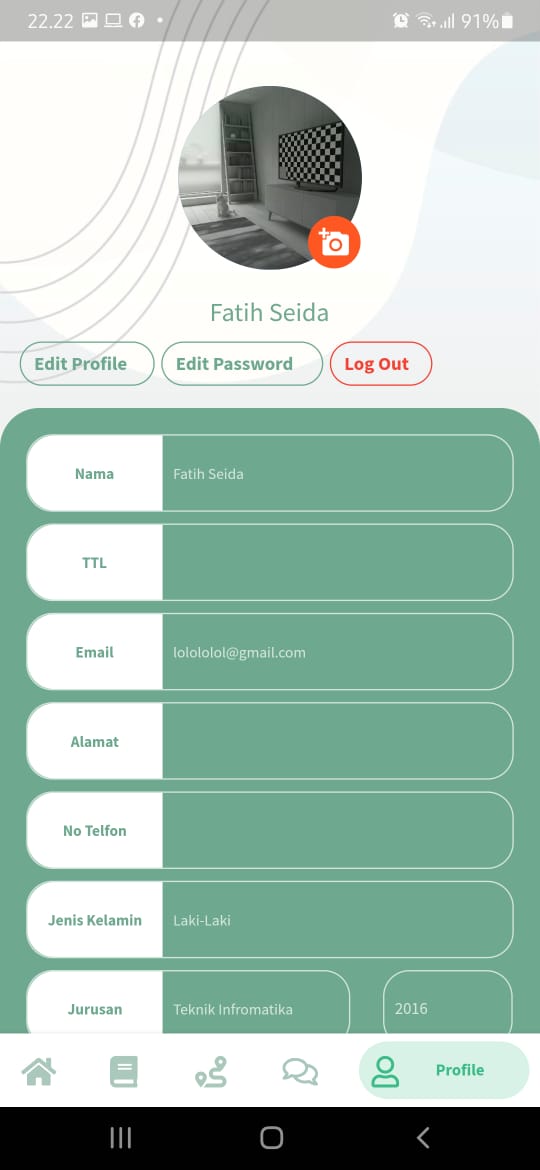 22.22
91%
Fatih Seida
Edit Profile
Edit Password
Log Out
Nama
Fatih Seida
TTL
Email
lolololol@gmail.com
Alamat
No Telfon
Jenis Kelamin
Laki-Laki
Jurusan
Teknik Infromatika
2016
Profile